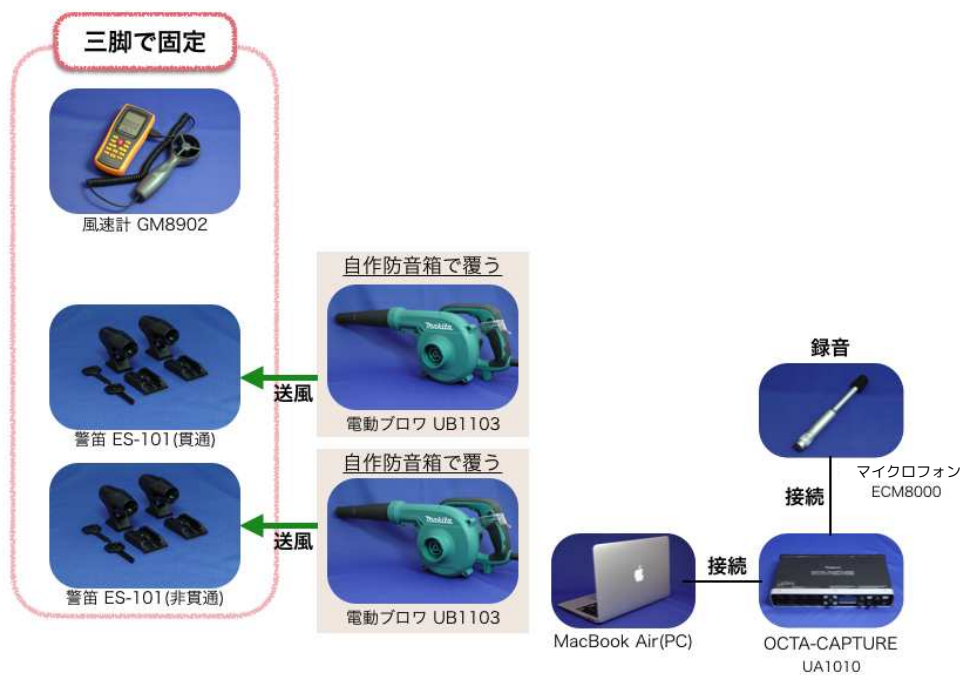 三脚で固定
風速計 GM8902
自作防音箱で覆う
makita
送風
電動ブロワ UB1103
警笛 ES-101(貫通)
自作防音箱で覆う
makita
送風
電動ブロワ UB1103
警笛 ES-101(非貫通)
録音
マイクロフォン
ECM8000
接続
接続
MacBook Air(PC)
OCTA-CAPTURE
UA1010